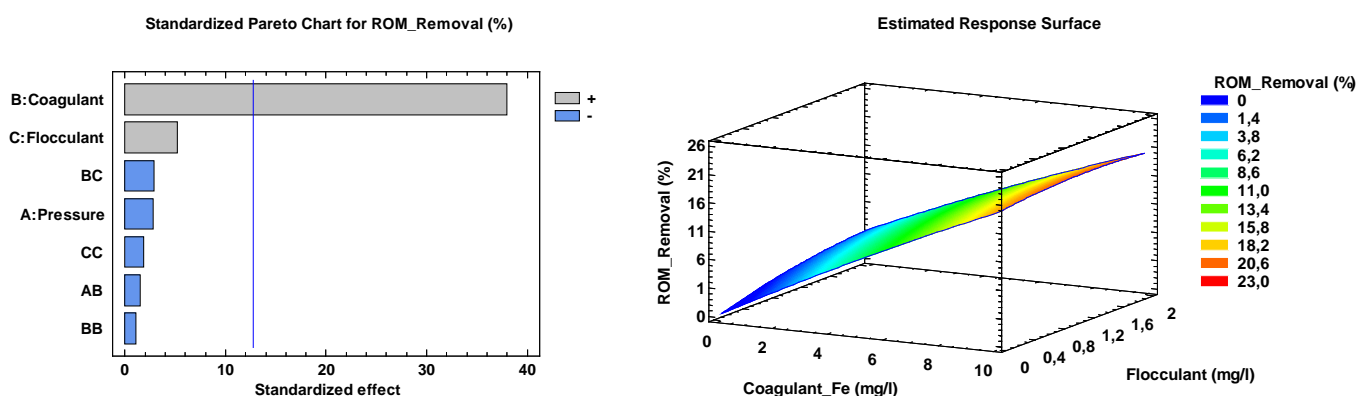 Standardized Pareto Chart for ROM_Removal (%)
B:Coagulant
C:Flocculant
BC
A:Pressure
CC
AB
BB
0 10 20 30 40
Standardized effect
+
-
Estimated Response Surface
ROM_Removal (%)
26
21
16
11
6
1
0
0 2 4 6 8 10
Coagulant_Fe (mg/l)
0 0,4 0,8 1,2 1,6 2
Flocculant (mg/l)
ROM_Removal (%)
0
1,4
3,8
6,2
8,6
11,0
13,4
15,8
18,2
20,6
23,0